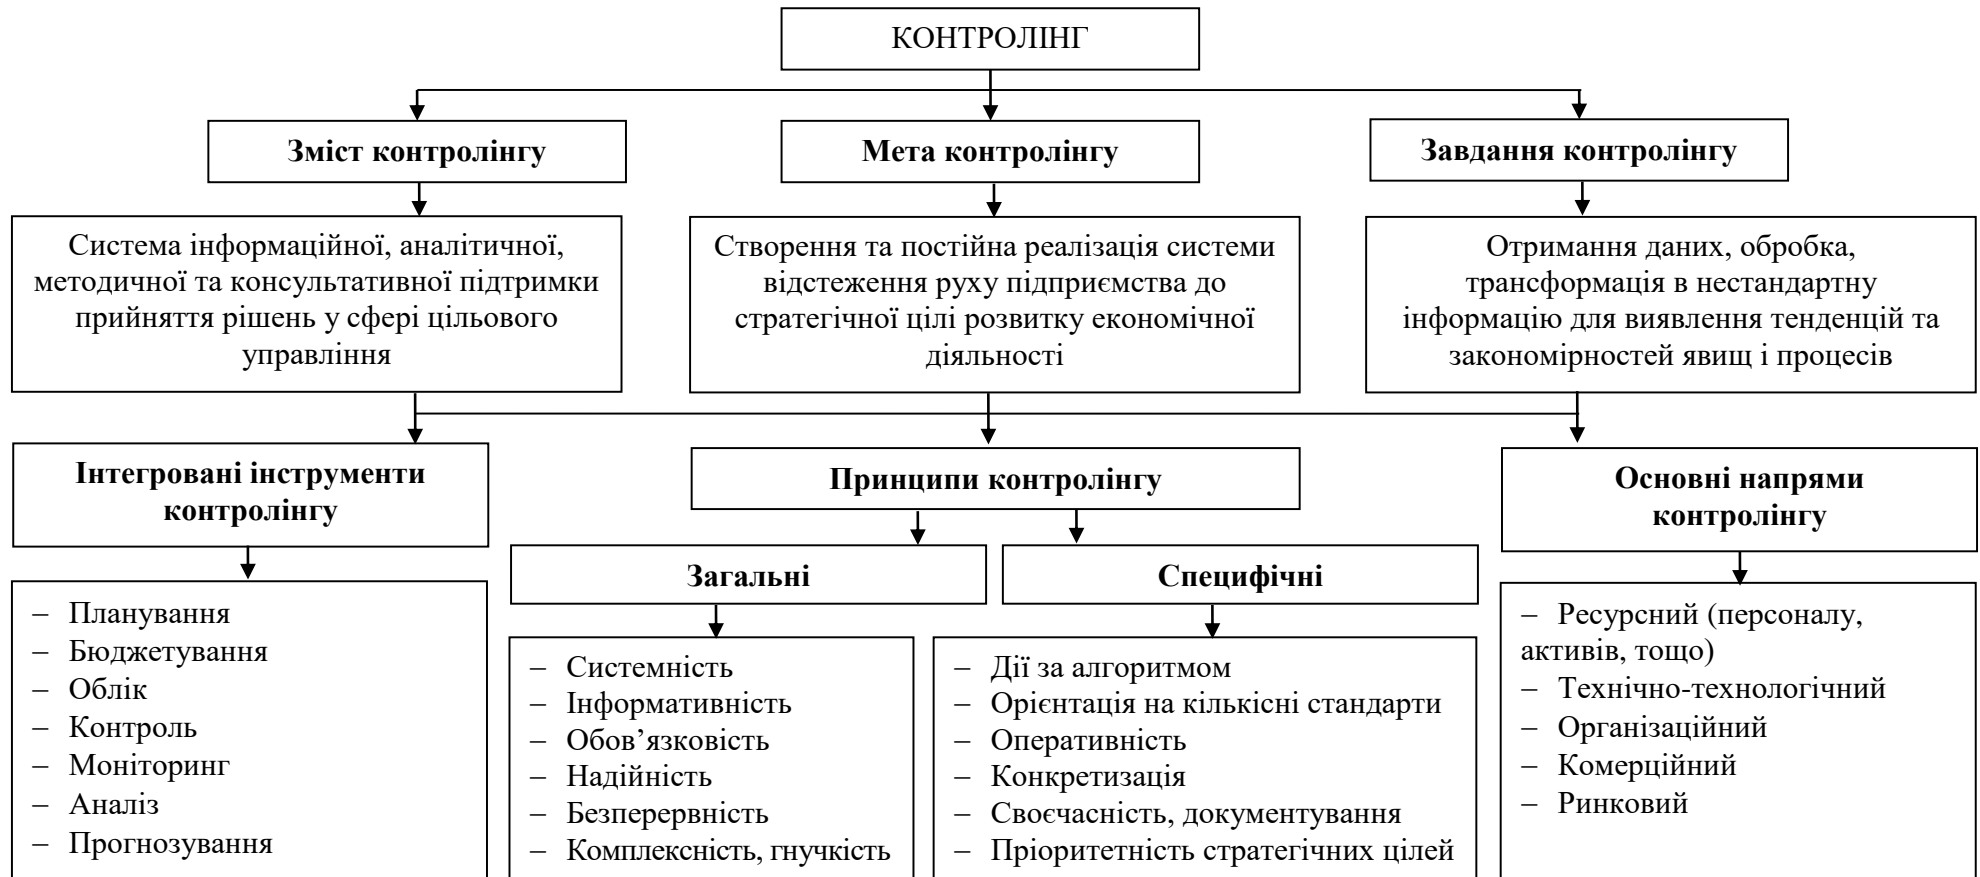 КОНТРОЛІНГ
Зміст контролінгу
Мета контролінгу
Завдання контролінгу
Система інформаційної, аналітичної,
методичної та консультативної підтримки
прийняття рішень у сфері цільового
управління
Створення та постійна реалізація системи
відстеження руху підприємства до
стратегічної цілі розвитку економічної
діяльності
Отримання даних, обробка,
трансформація в нестандартну
інформацію для виявлення тенденцій та
закономірностей явищ і процесів
Інтегровані інструменти
контролінгу
Принципи контролінгу
Основні напрями
контролінгу
Загальні
Специфічні
– Планування
– Бюджетування
– Облік
– Контроль
– Моніторинг
– Аналіз
– Прогнозування
– Системність
– Інформативність
– Обов’язковість
– Надійність
– Безперервність
– Комплексність, гнучкість
– Дії за алгоритмом
– Орієнтація на кількісні стандарти
– Оперативність
– Конкретизація
– Своєчасність, документування
– Пріоритетність стратегічних цілей
– Ресурсний (персоналу,
активів, тощо)
– Технічно-технологічний
– Організаційний
– Комерційний
– Ринковий